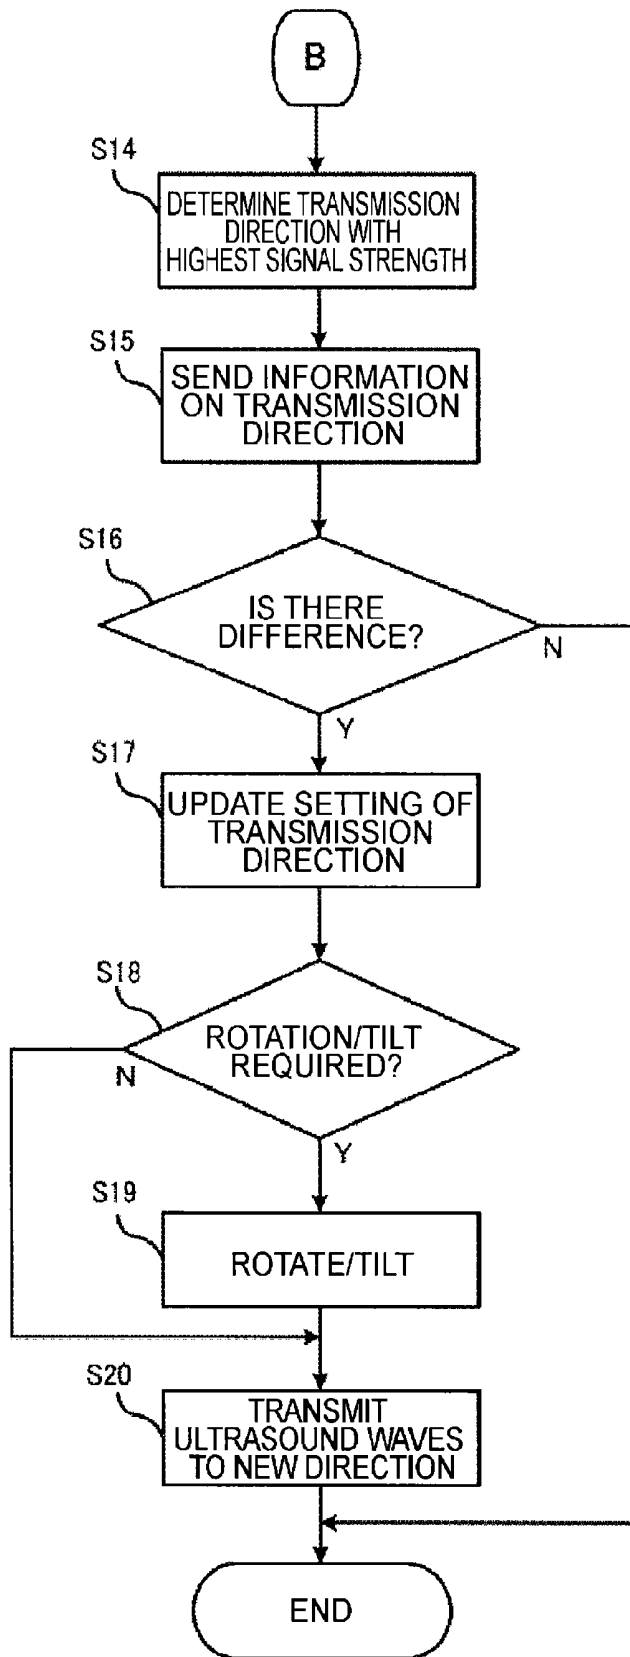 B
S14
DETERMINE TRANSMISSION
DIRECTION WITH
HIGHEST SIGNAL STRENGTH
S15
SEND INFORMATION
ON TRANSMISSION
DIRECTION
S16
IS THERE
DIFFERENCE?
N
Y
S17
UPDATE SETTING OF
TRANSMISSION
DIRECTION
S18
ROTATION/TILT
REQUIRED?
N
Y
S19
ROTATE/TILT
S20
TRANSMIT
ULTRASOUND WAVES
TO NEW DIRECTION
END